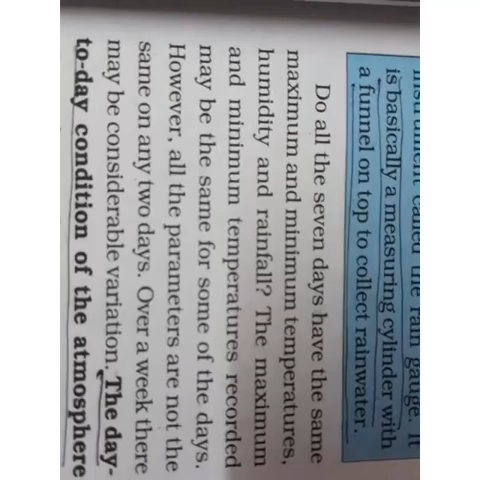 instrument called the rain gauge. It
is basically a measuring cylinder with
a funnel on top to collect rainwater.
Do all the seven days have the same
maximum and minimum temperatures,
humidity and rainfall? The maximum
and minimum temperatures recorded
may be the same for some of the days.
However, all the parameters are not the
same on any two days. Over a week there
may be considerable variation. The day-
to-day condition of the atmosphere